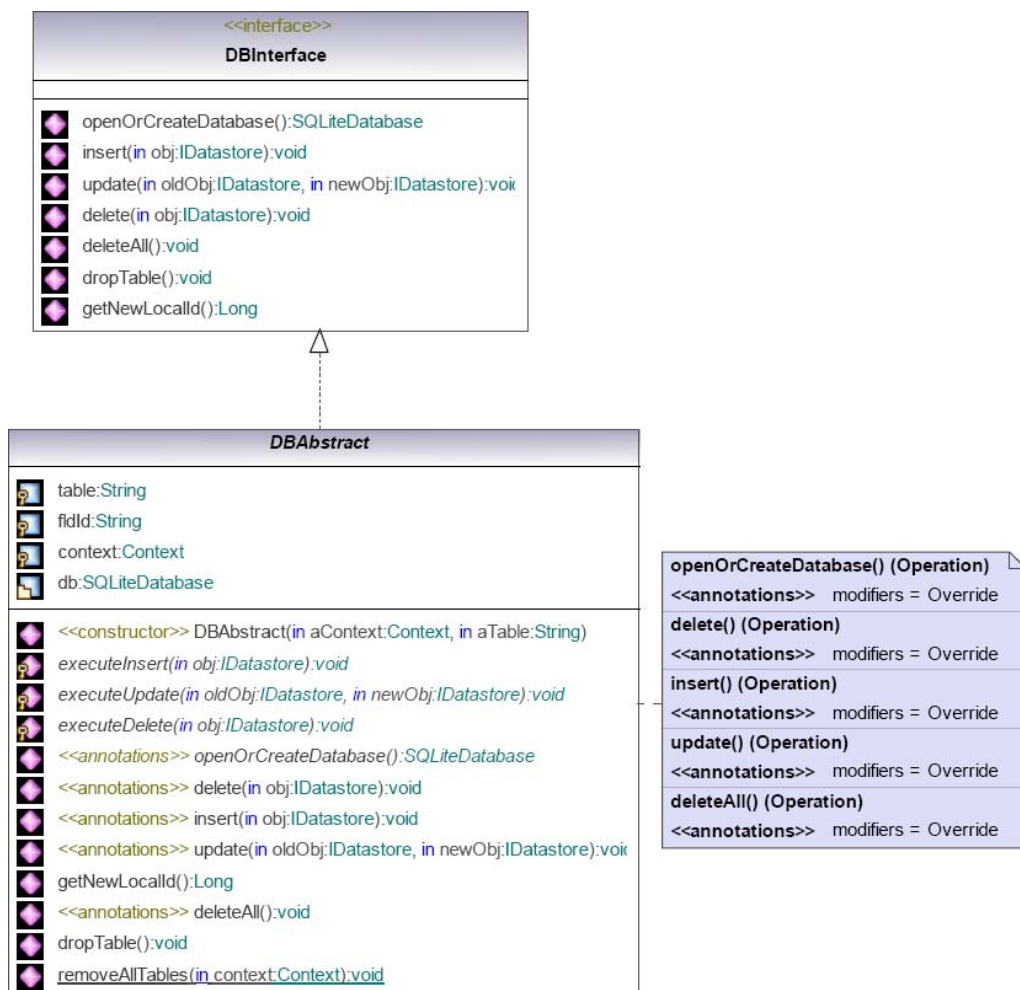 <<interface>>
DBInterface
openOrCreateDatabase():SQLiteDatabase
insert(in obj:IDatastore):void
update(in oldObj:IDatastore, in newObj:IDatastore):voi
delete(in obj:IDatastore):void
deleteAll():void
dropTable():void
getNewLocalId():Long
DBAbstract
table:String
fldId:String
context:Context
db:SQLiteDatabase
<<constructor>> DBAbstract(in aContext:Context, in aTable:String)
executeInsert(in obj:IDatastore):void
executeUpdate(in oldObj:IDatastore, in newObj:IDatastore):void
executeDelete(in obj:IDatastore):void
<<annotations>> openOrCreateDatabase():SQLiteDatabase
<<annotations>> delete(in obj:IDatastore):void
<<annotations>> insert(in obj:IDatastore):void
<<annotations>> update(in oldObj:IDatastore, in newObj:IDatastore):voi
getNewLocalId():Long
<<annotations>> deleteAll():void
dropTable():void
removeAllTables(in context:Context):void
openOrCreateDatabase() (Operation)
<<annotations>> modifiers = Override
delete() (Operation)
<<annotations>> modifiers = Override
insert() (Operation)
<<annotations>> modifiers = Override
update() (Operation)
<<annotations>> modifiers = Override
deleteAll() (Operation)
<<annotations>> modifiers = Override